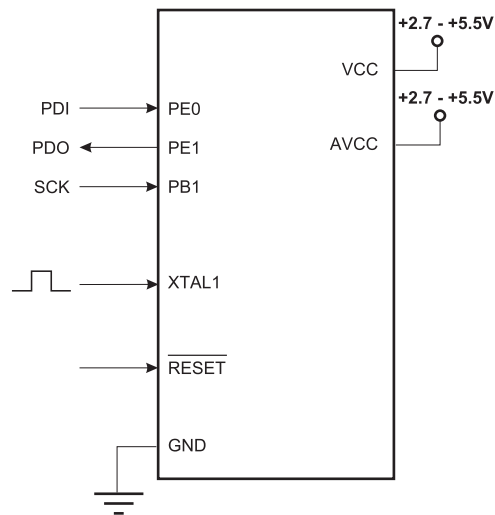 +2.7 - +5.5V
VCC
+2.7 - +5.5V
PDI PE0
PDO PE1 AVCC
SCK PB1
XTAL1
RESET
GND